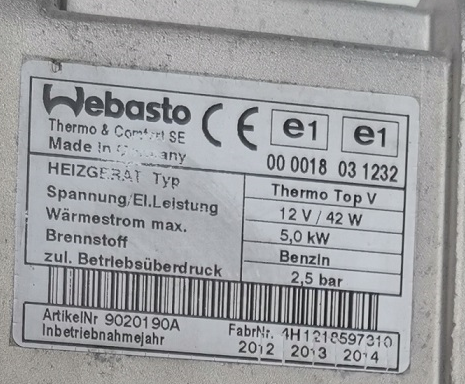 Webasto
Thermo & Comfort SE
Made in Germany
CE e1 e1
00 0018 03 1232
HEIZGERÄT Typ Thermo Top V
Spannung/El.Leistung 12 V / 42 W
Wärmestrom max. 5,0 kW
Brennstoff Benzin
zul. Betriebsüberdruck 2,5 bar
ArtikelNr 9020190A FabrNr. 4H1218597310
Inbetriebnahmejahr 2012 2013 2014